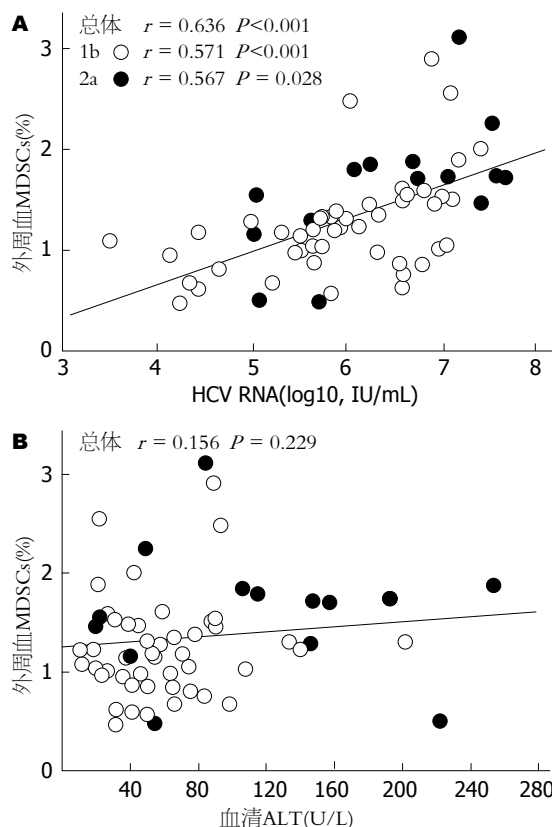 A
总体 r = 0.636 P<0.001
1b r = 0.571 P<0.001
2a r = 0.567 P = 0.028
外周血MDSCs(%)
3
2
1
0
3 4 5 6 7 8
HCV RNA(log10, IU/mL)
B
总体 r = 0.156 P = 0.229
外周血MDSCs(%)
3
2
1
0
40 80 120 160 200 240 280
血清ALT(U/L)